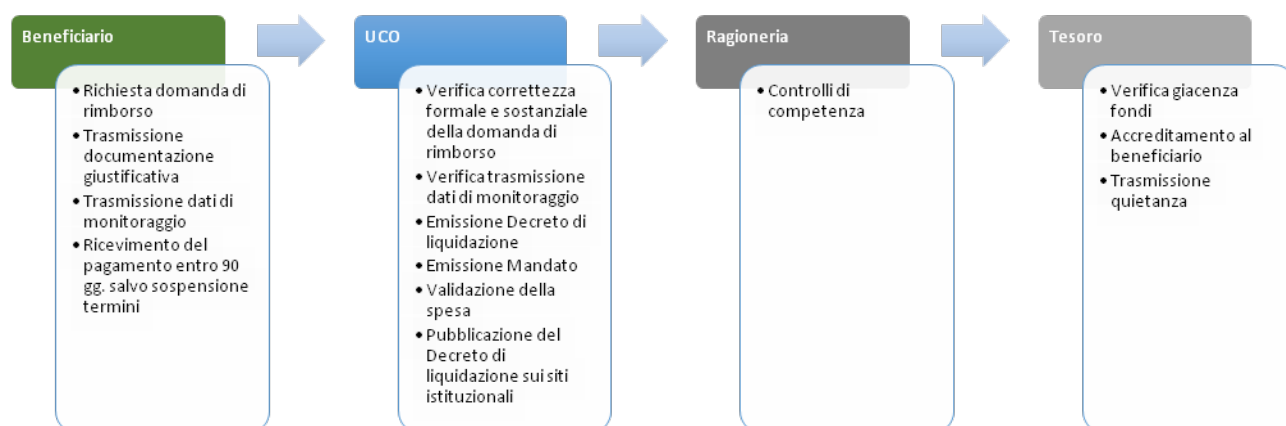 Beneficiario
• Richiesta domanda di
rimborso
• Trasmissione
documentazione
giustificativa
• Trasmissione dati di
monitoraggio
• Ricevimento del
pagamento entro 90
gg. salvo sospensione
termini
UCO
• Verifica correttezza
formale e sostanziale
della domanda di
rimborso
• Verifica trasmissione
dati di monitoraggio
• Emissione Decreto di
liquidazione
• Emissione Mandato
• Validazione della
spesa
• Pubblicazione del
Decreto di
liquidazione sui siti
istituzionali
Ragioneria
• Controlli di
competenza
Tesoro
• Verifica giacenza
fondi
• Accreditamento al
beneficiario
• Trasmissione
quietanza